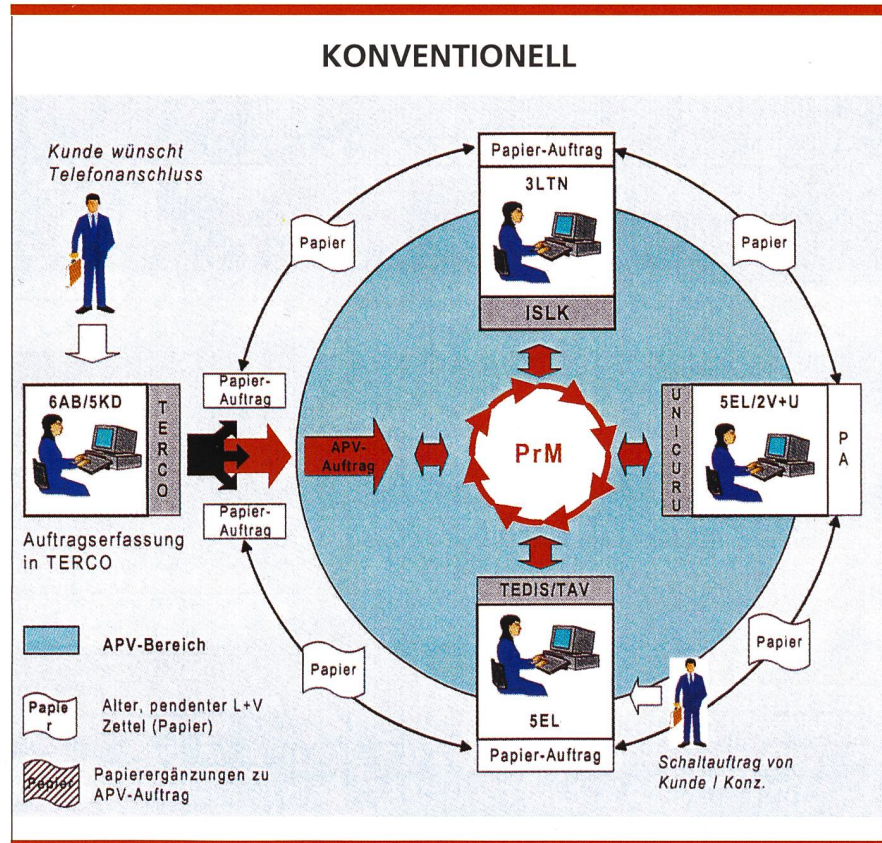 KONVENTIONELL
Kunde wünscht
Telefonanschluss
Papier-Auftrag
3LTN
ISLK
Papier
Papier
6AB/5KD
TERCO
Papier-
Auftrag
Papier-
Auftrag
APV-
Auftrag
PrM
UNICURU
5EL/2V+U
PA
Auftragserfassung
in TERCO
TEDIS/TAV
5EL
Papier-Auftrag
Papier
Papier
Schaltauftrag von
Kunde / Konz.
APV-Bereich
Papie
r
Alter, pendenter L+V
Zettel (Papier)
Papier
Papierergänzungen zu
APV-Auftrag